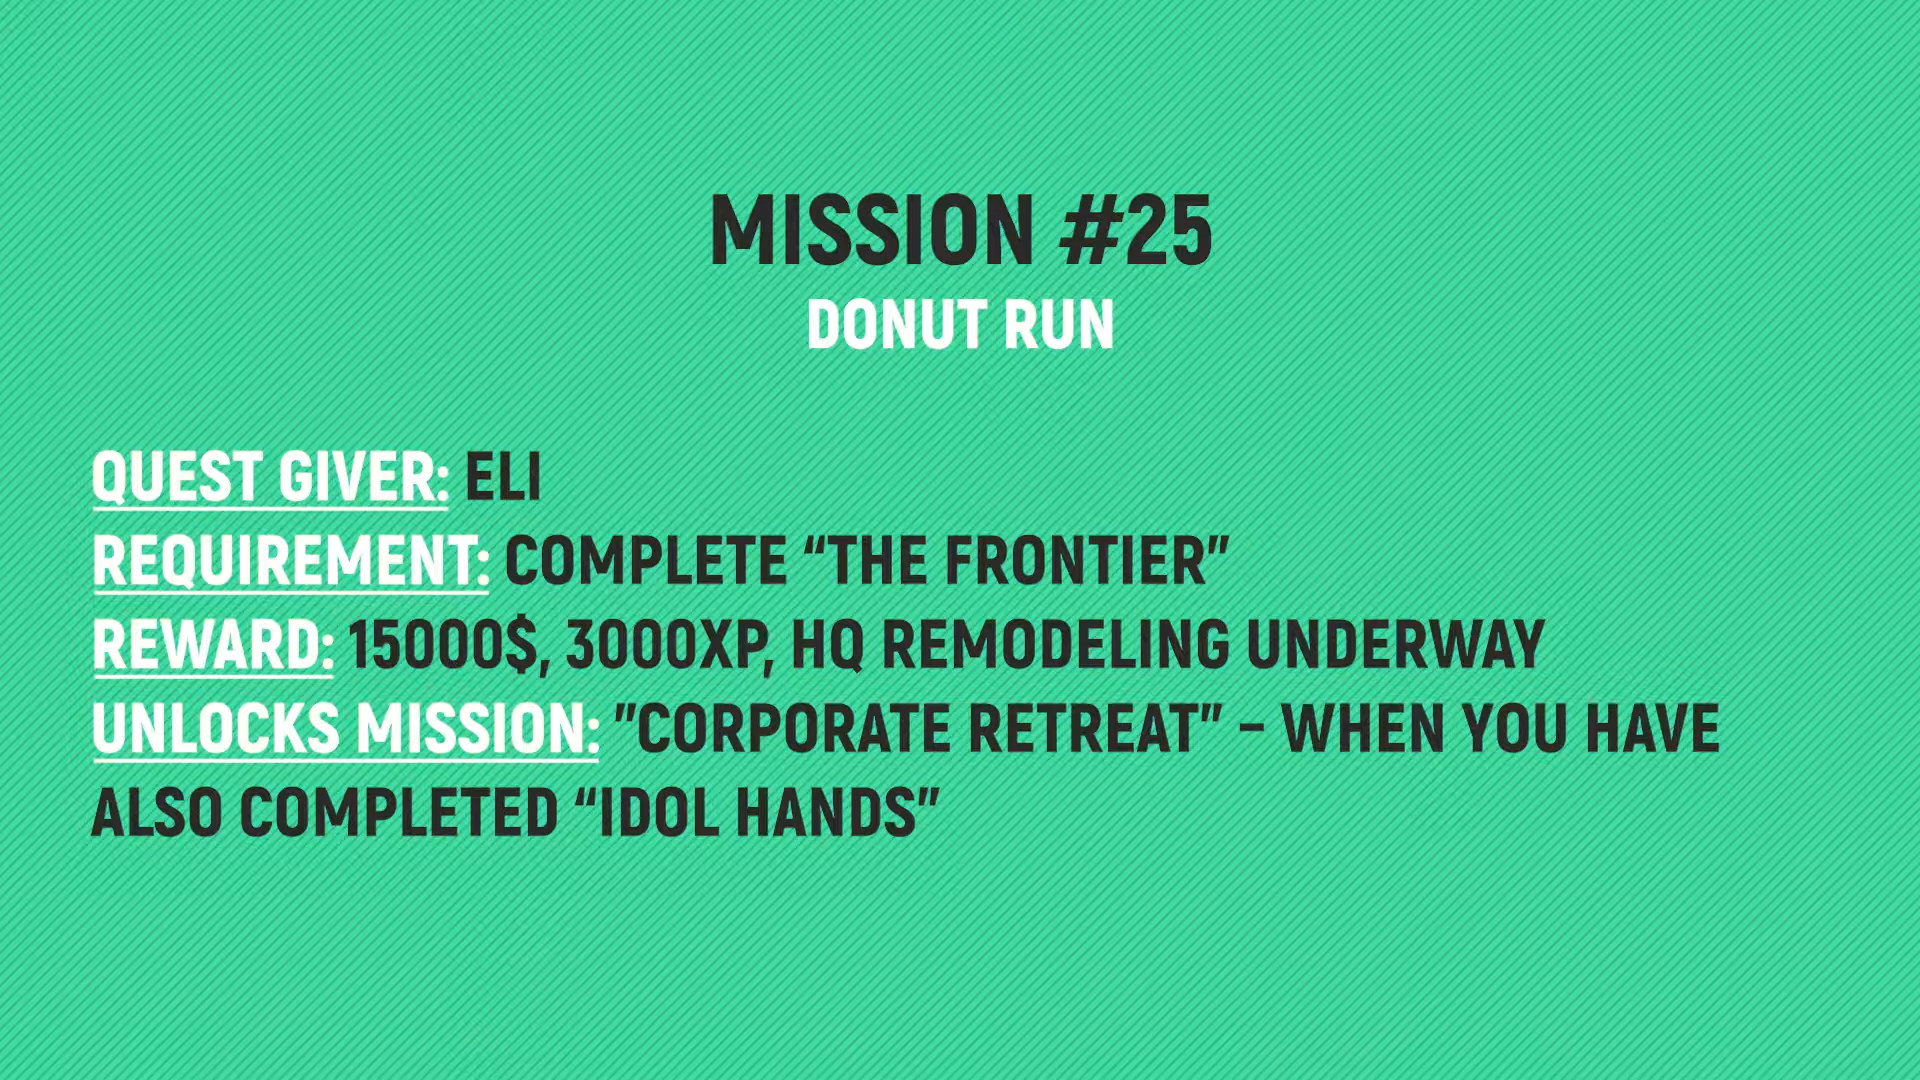 MISSION #25
DONUT RUN
QUEST GIVER: ELI
REQUIREMENT: COMPLETE “THE FRONTIER”
REWARD: 15000$, 3000XP, HQ REMODELING UNDERWAY
UNLOCKS MISSION: ”CORPORATE RETREAT” – WHEN YOU HAVE
ALSO COMPLETED “IDOL HANDS”